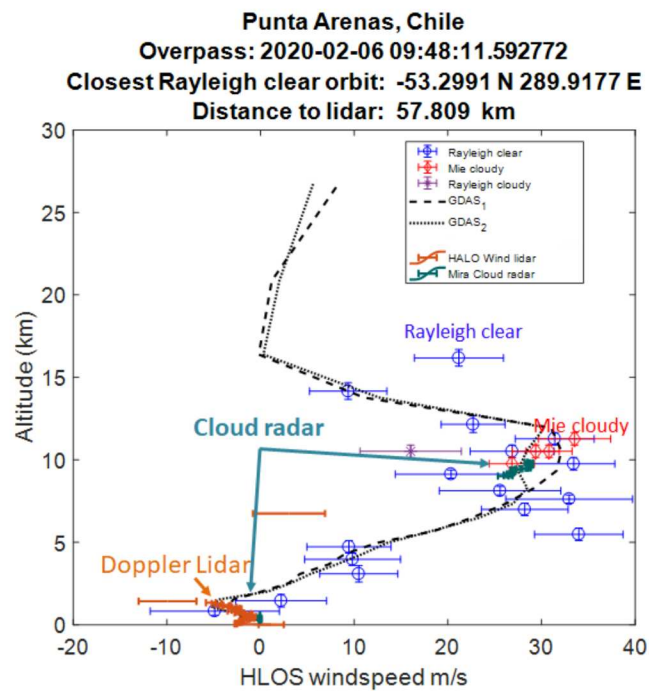 Punta Arenas, Chile
Overpass: 2020-02-06 09:48:11.592772
Closest Rayleigh clear orbit: -53.2991 N 289.9177 E
Distance to lidar: 57.809 km
30
25
20
15
10
5
0
Altitude (km)
Rayleigh clear
Mie cloudy
Rayleigh cloudy
GDAS1
GDAS2
HALO Wind lidar
Mira Cloud radar
Rayleigh clear
Mie cloudy
Cloud radar
Doppler Lidar
-20 -10 0 10 20 30 40
HLOS windspeed m/s